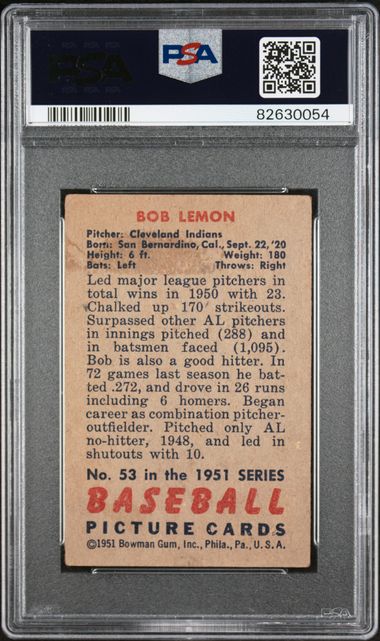 PSA
PSA
82630054
BOB LEMON
Pitcher: Cleveland Indians
Born: San Bernardino, Cal., Sept. 22, '20
Height: 6 ft. Weight: 180
Bats: Left Throws: Right
Led major league pitchers in
total wins in 1950 with 23.
Chalked up 170 strikeouts.
Surpassed other AL pitchers
in innings pitched (288) and
in batsmen faced (1,095).
Bob is also a good hitter. In
72 games last season he bat-
ted .272, and drove in 26 runs
including 6 homers. Began
career as combination pitcher-
outfielder. Pitched only AL
no-hitter, 1948, and led in
shutouts with 10.
No. 53 in the 1951 SERIES
BASEBALL
PICTURE CARDS
©1951 Bowman Gum, Inc., Phila., Pa., U. S. A.